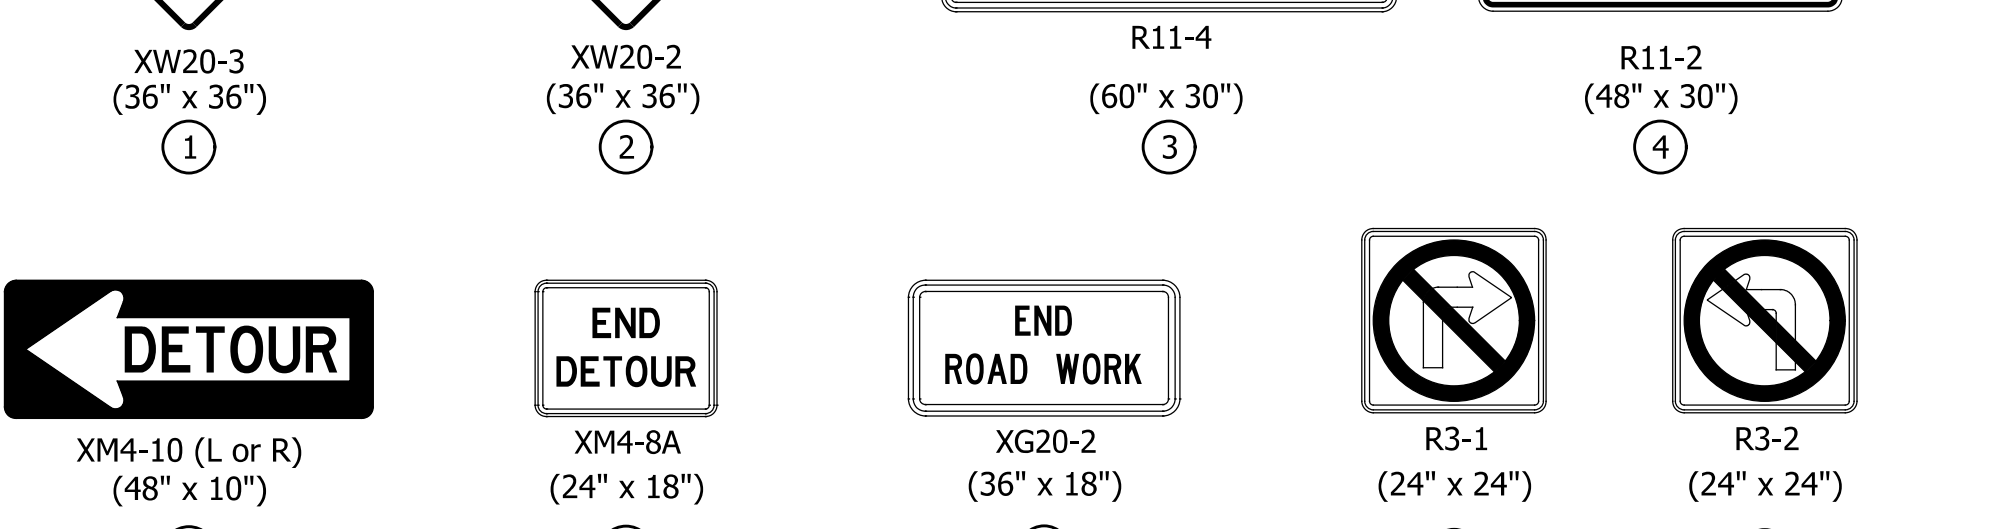 XW20-3
(36" x 36")
1
XW20-2
(36" x 36")
2
R11-4
(60" x 30")
3
R11-2
(48" x 30")
4
DETOUR
XM4-10 (L or R)
(48" x 10")
END
DETOUR
XM4-8A
(24" x 18")
END
ROAD WORK
XG20-2
(36" x 18")
R3-1
(24" x 24")
R3-2
(24" x 24")